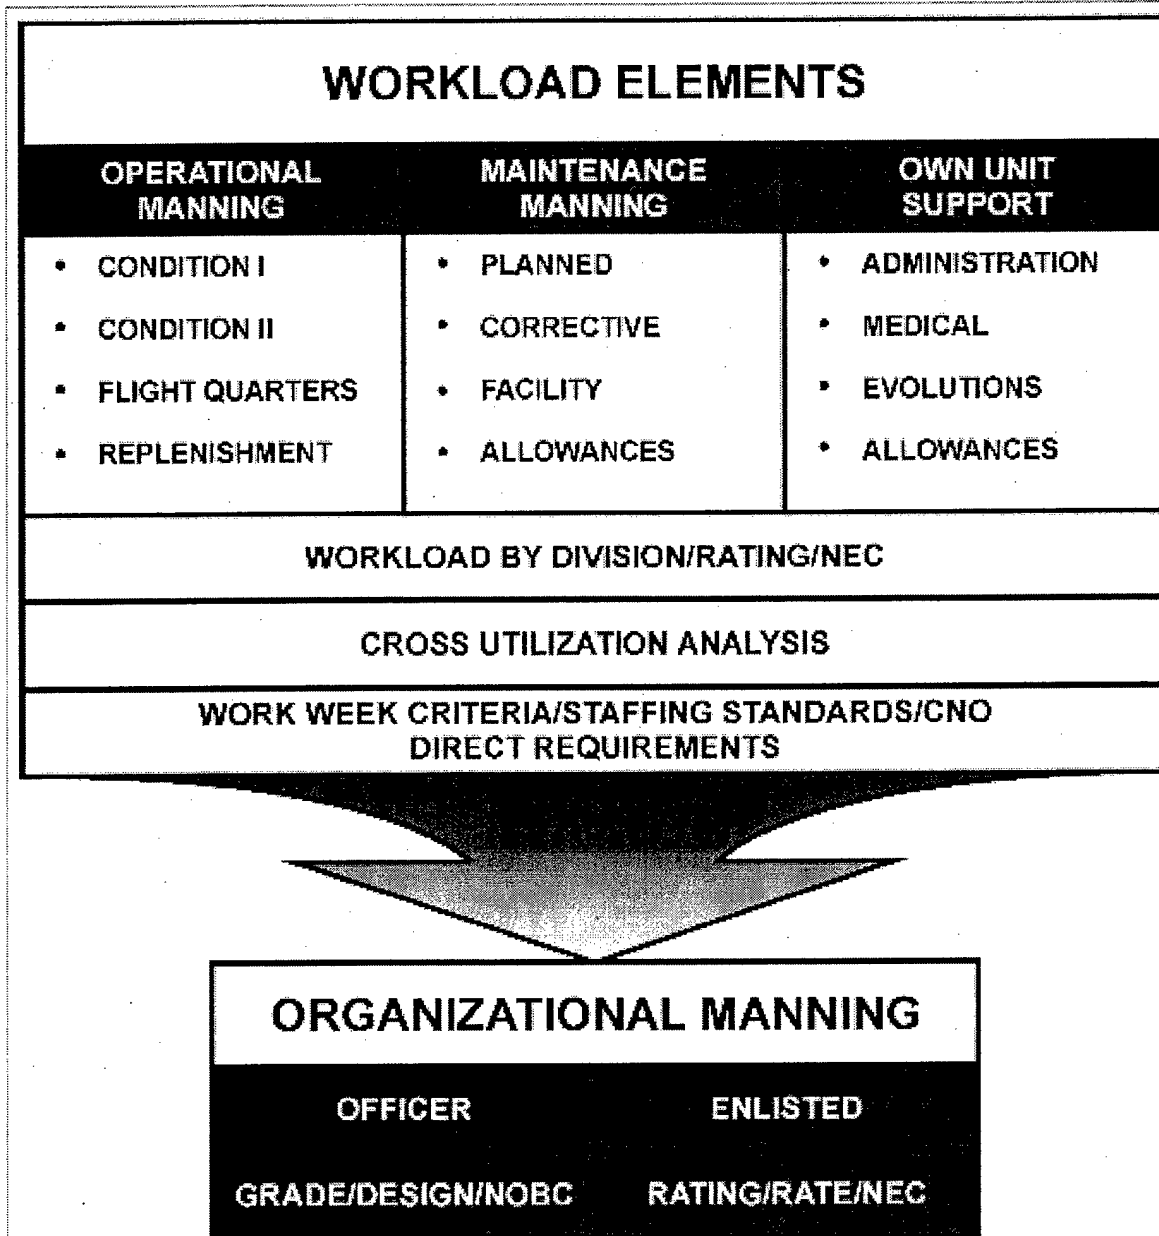 WORKLOAD ELEMENTS
OPERATIONAL
MANNING
• CONDITION I
• CONDITION II
• FLIGHT QUARTERS
• REPLENISHMENT
MAINTENANCE
MANNING
• PLANNED
• CORRECTIVE
• FACILITY
• ALLOWANCES
OWN UNIT
SUPPORT
• ADMINISTRATION
• MEDICAL
• EVOLUTIONS
• ALLOWANCES
WORKLOAD BY DIVISION/RATING/NEC
CROSS UTILIZATION ANALYSIS
WORK WEEK CRITERIA/STAFFING STANDARDS/CNO
DIRECT REQUIREMENTS
ORGANIZATIONAL MANNING
OFFICER
GRADE/DESIGN/NOBC
ENLISTED
RATING/RATE/NEC